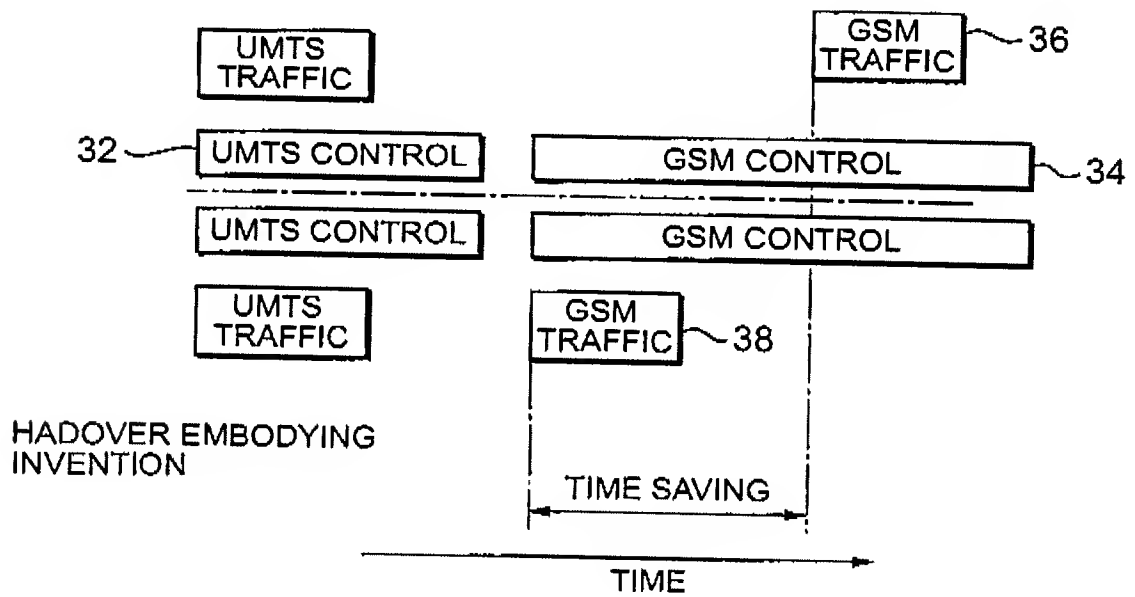 UMTS
TRAFFIC
GSM
TRAFFIC
36
32
UMTS CONTROL
GSM CONTROL
34
UMTS CONTROL
GSM CONTROL
UMTS
TRAFFIC
GSM
TRAFFIC
38
HADOVER EMBODYING
INVENTION
TIME SAVING
TIME